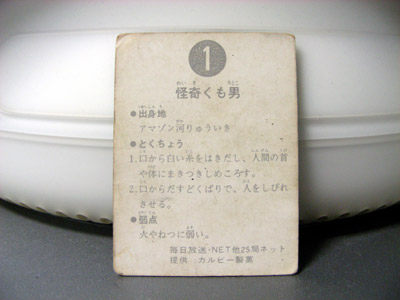 1
怪奇くも男
●出身地
アマゾン河りゅういき
●とくちょう
1.口から白い糸をはきだし、人間の首
や体にまきつきしめころす。
2.口からだすどくばりで、人をしびれ
させる。
●弱点
火やねつに弱い。
毎日放送・NET他25局ネット
提供 カルビー製菓